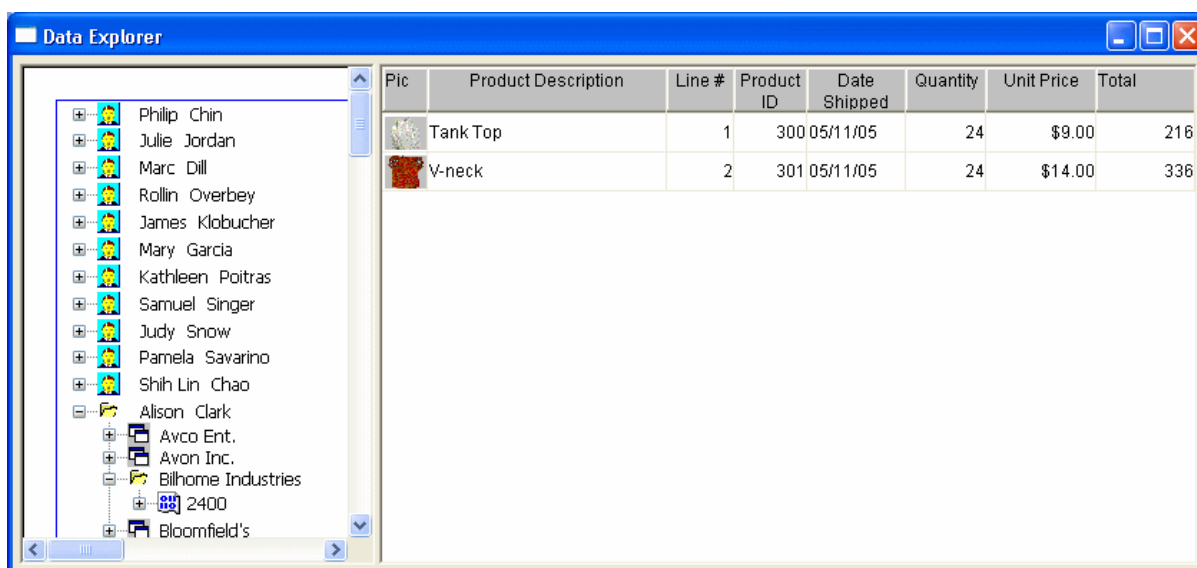 Data Explorer
Philip Chin
Julie Jordan
Marc Dill
Rollin Overbey
James Klobucher
Mary Garcia
Kathleen Poitras
Samuel Singer
Judy Snow
Pamela Savarino
Shih Lin Chao
Alison Clark
Avco Ent.
Avon Inc.
Bilhome Industries
2400
Bloomfield's
Pic Product Description Line # Product ID Date Shipped Quantity Unit Price Total
Tank Top 1 300 05/11/05 24 $9.00 216
V-neck 2 301 05/11/05 24 $14.00 336